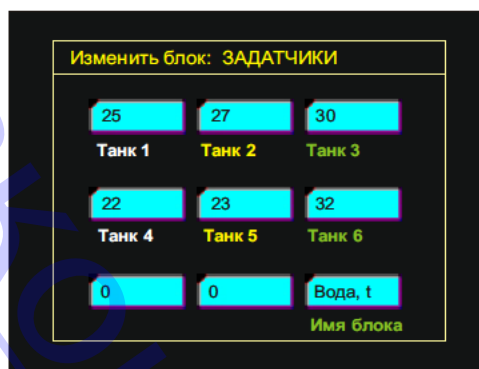 Изменить блок: ЗАДАТЧИКИ
25 27 30
Танк 1 Танк 2 Танк 3
22 23 32
Танк 4 Танк 5 Танк 6
0 0 Вода, t
Имя блока